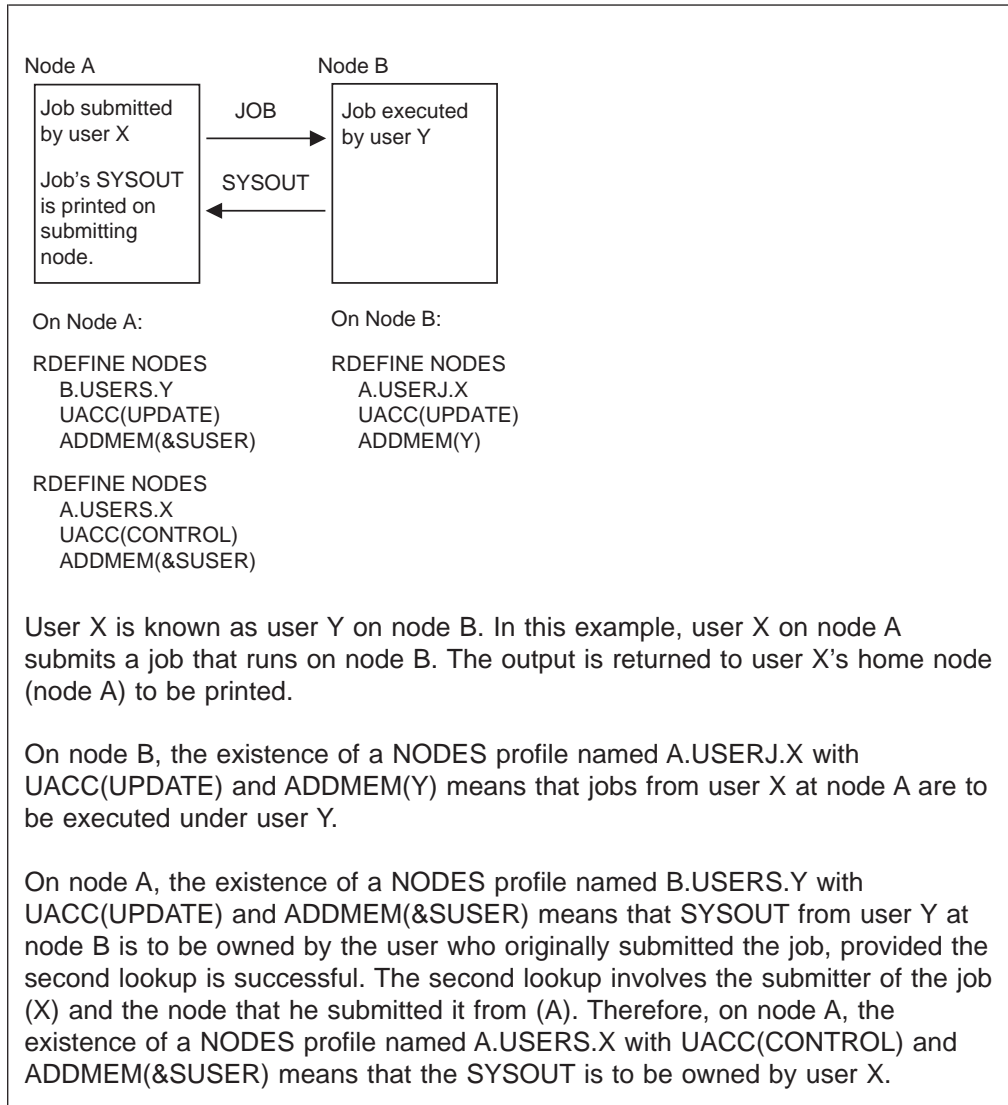 Node A
Node B
Job submitted
by user X
JOB
Job executed
by user Y
Job's SYSOUT
is printed on
submitting
node.
SYSOUT
On Node A:
RDEFINE NODES
B.USERS.Y
UACC(UPDATE)
ADDMEM(&SUSER)
RDEFINE NODES
A.USERS.X
UACC(CONTROL)
ADDMEM(&SUSER)
On Node B:
RDEFINE NODES
A.USERJ.X
UACC(UPDATE)
ADDMEM(Y)
User X is known as user Y on node B. In this example, user X on node A
submits a job that runs on node B. The output is returned to user X's home node
(node A) to be printed.
On node B, the existence of a NODES profile named A.USERJ.X with
UACC(UPDATE) and ADDMEM(Y) means that jobs from user X at node A are to
be executed under user Y.
On node A, the existence of a NODES profile named B.USERS.Y with
UACC(UPDATE) and ADDMEM(&SUSER) means that SYSOUT from user Y at
node B is to be owned by the user who originally submitted the job, provided the
second lookup is successful. The second lookup involves the submitter of the job
(X) and the node that he submitted it from (A). Therefore, on node A, the
existence of a NODES profile named A.USERS.X with UACC(CONTROL) and
ADDMEM(&SUSER) means that the SYSOUT is to be owned by user X.